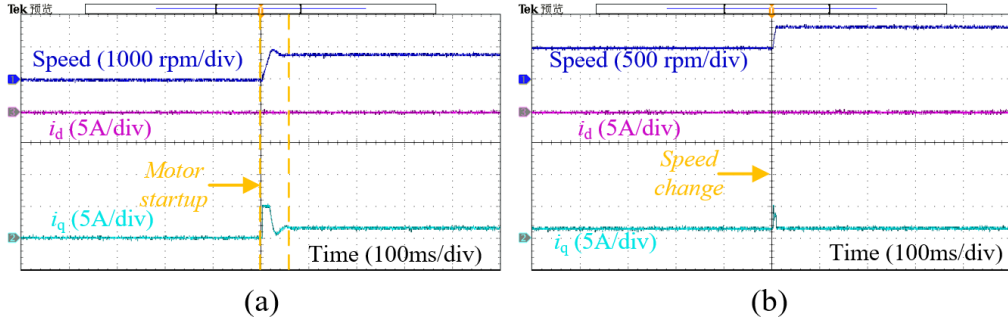 Tek 预览
Speed (1000 rpm/div)
i_d (5A/div)
Motor
startup
i_q (5A/div)
Time (100ms/div)
(a)
Tek 预览
Speed (500 rpm/div)
i_d (5A/div)
Speed
change
i_q (5A/div)
Time (100ms/div)
(b)